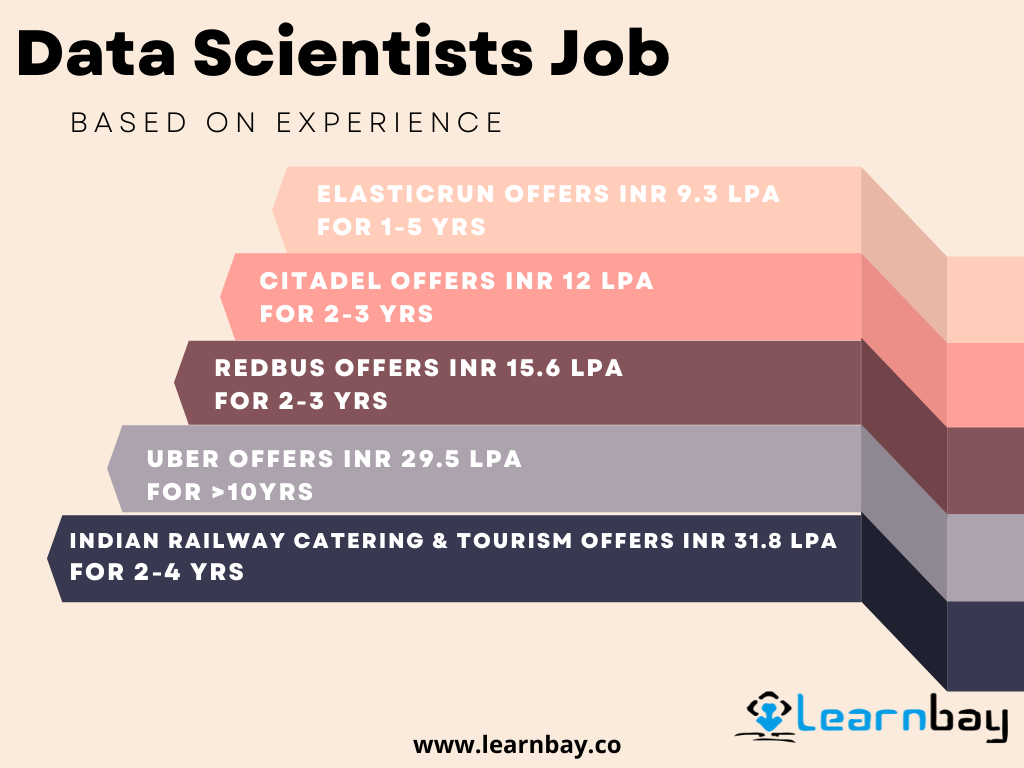 Data Scientists Job
BASED ON EXPERIENCE
ELASTICRUN OFFERS INR 9.3 LPA
FOR 1-5 YRS
CITADEL OFFERS INR 12 LPA
FOR 2-3 YRS
REDBUS OFFERS INR 15.6 LPA
FOR 2-3 YRS
UBER OFFERS INR 29.5 LPA
FOR >10YRS
INDIAN RAILWAY CATERING & TOURISM OFFERS INR 31.8 LPA
FOR 2-4 YRS
Learnbay
www.learnbay.co